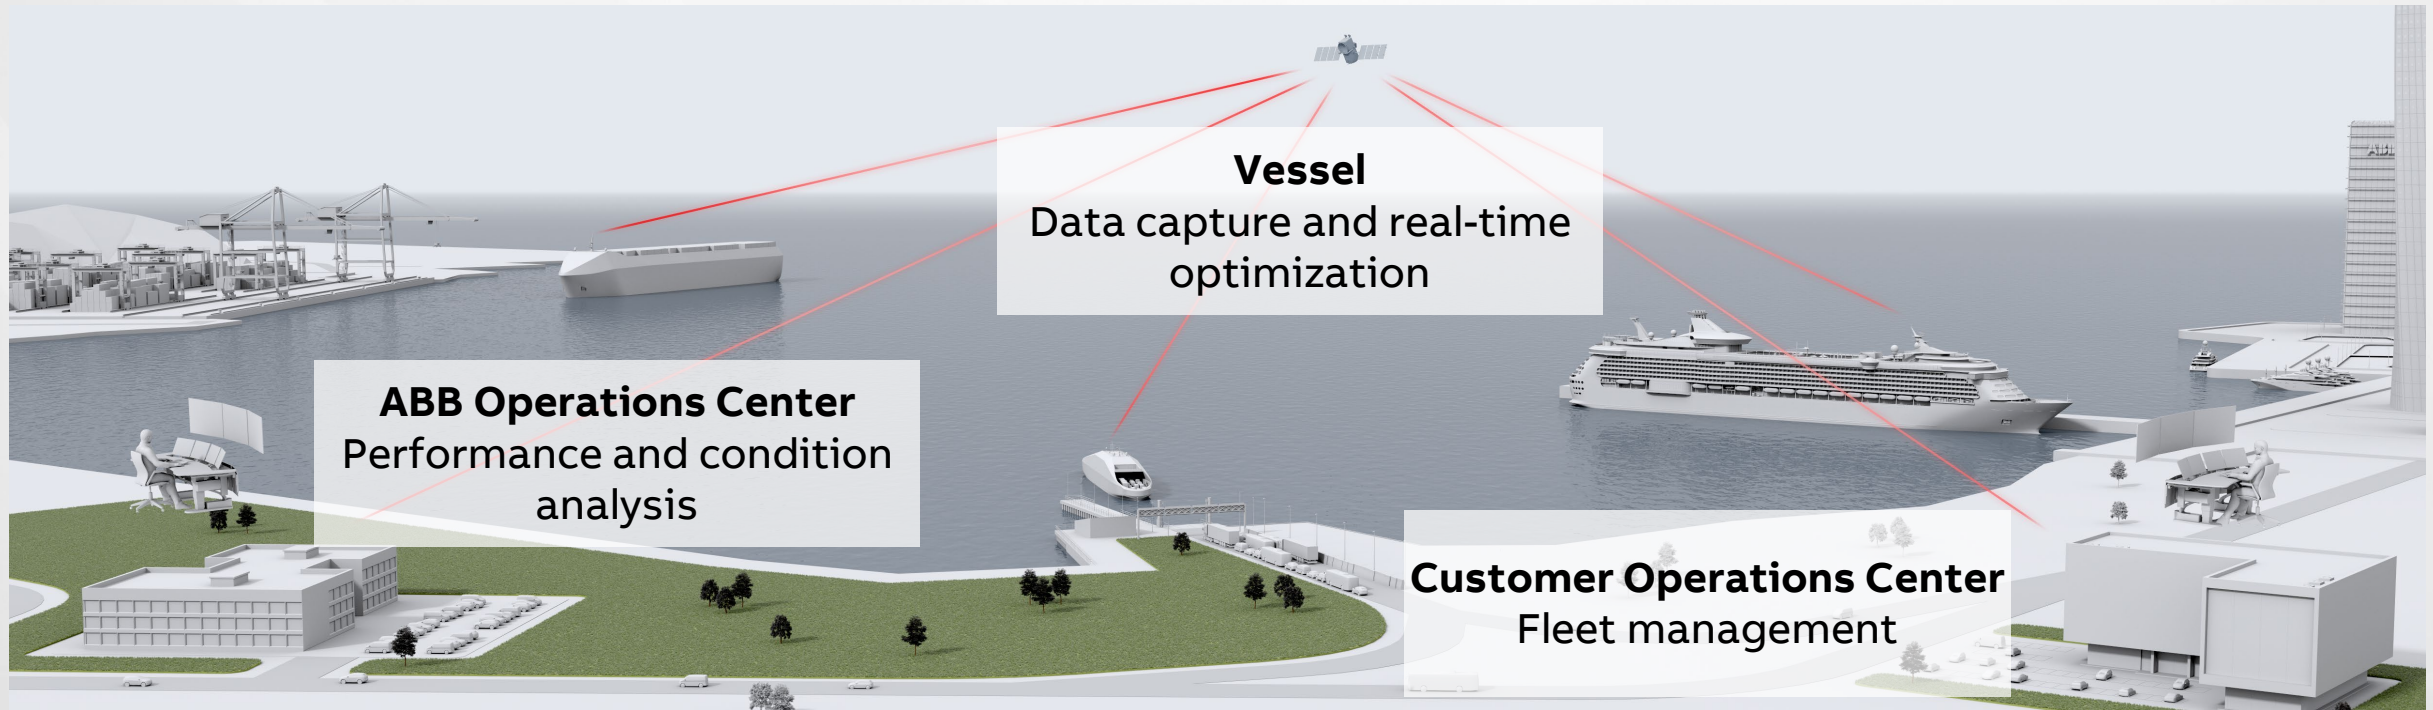 Vessel
Data capture and real-time
optimization
ABB
ABB Operations Center
Performance and condition
analysis
Customer Operations Center
Fleet management